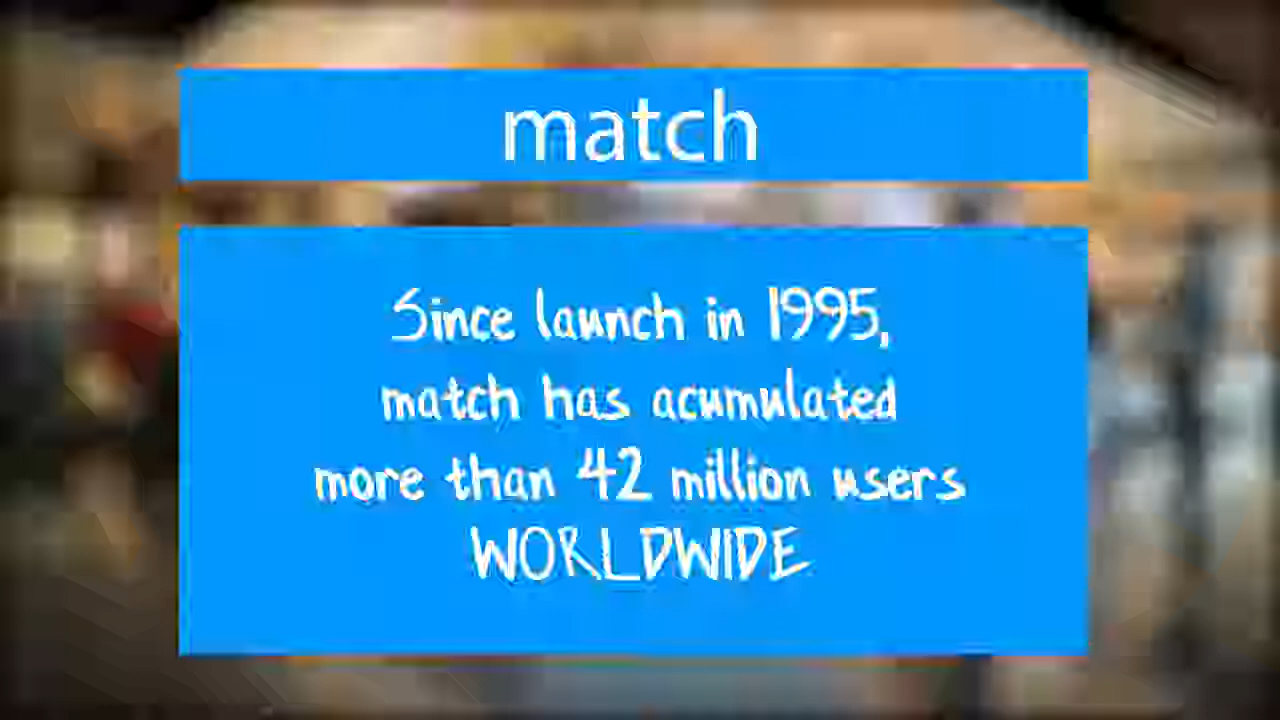 match
Since launch in 1995,
match has acumulated
more than 42 million users
WORLDWIDE